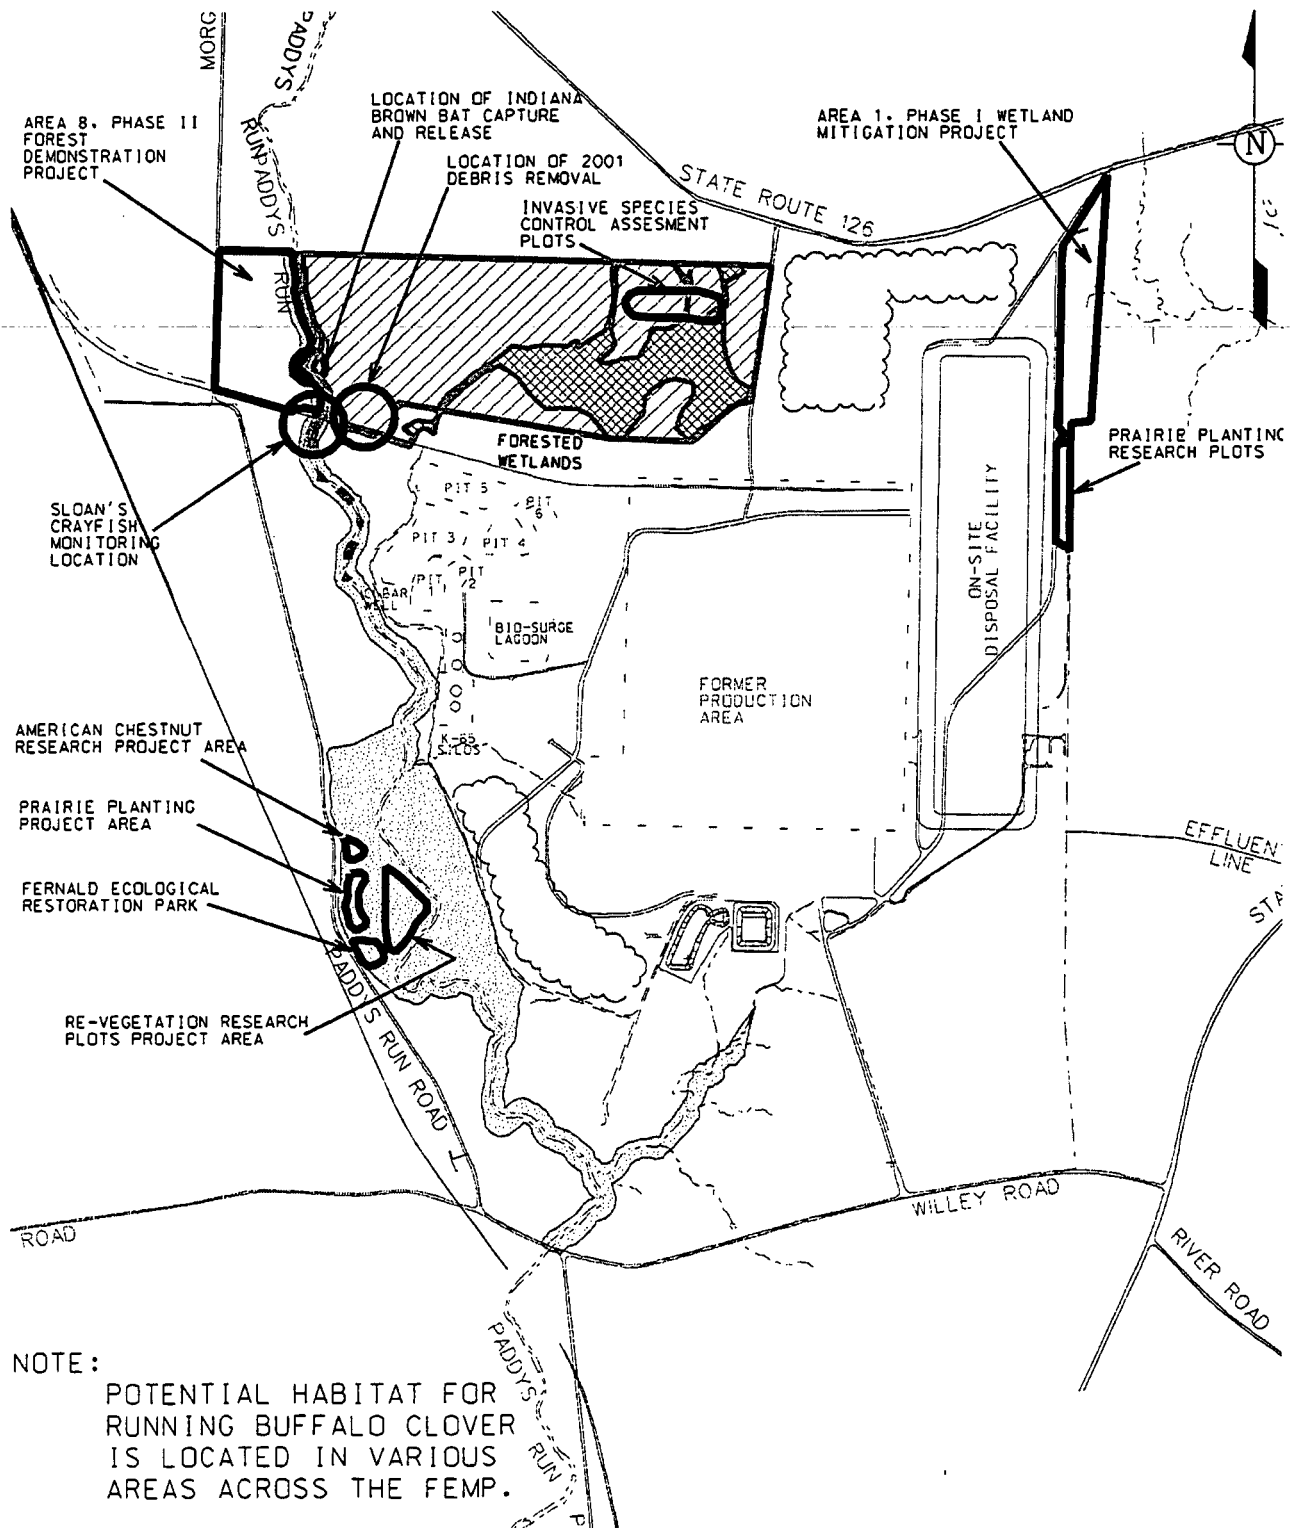 MORG
PADDYS
RUN
PADDYS
RUN
LOCATION OF INDIANA
BROWN BAT CAPTURE
AND RELEASE
AREA 8. PHASE II
FOREST
DEMONSTRATION
PROJECT
AREA 1. PHASE I WETLAND
MITIGATION PROJECT
N
LOCATION OF 2001
DEBRIS REMOVAL
STATE ROUTE 126
INVASIVE SPECIES
CONTROL ASSESMENT
PLOTS
FORESTED
WETLANDS
PRAIRIE PLANTING
RESEARCH PLOTS
SLOAN'S
CRAYFISH
MONITORING
LOCATION
PIT 5
PIT
6
PIT 3
PIT 4
PIT
1
PIT
2
CLEAR
WELL
BIO-SURGE
LAGOON
ON-SITE
DISPOSAL FACILITY
FORMER
PRODUCTION
AREA
K-65
SILOS
AMERICAN CHESTNUT
RESEARCH PROJECT AREA
PRAIRIE PLANTING
PROJECT AREA
FERNALD ECOLOGICAL
RESTORATION PARK
EFFLUEN
LINE
STA
RE-VEGETATION RESEARCH
PLOTS PROJECT AREA
PADDY'S RUN ROAD
WILLEY ROAD
ROAD
RIVER ROAD
PADDYS
RUN
P
NOTE:
POTENTIAL HABITAT FOR
RUNNING BUFFALO CLOVER
IS LOCATED IN VARIOUS
AREAS ACROSS THE FEMP.